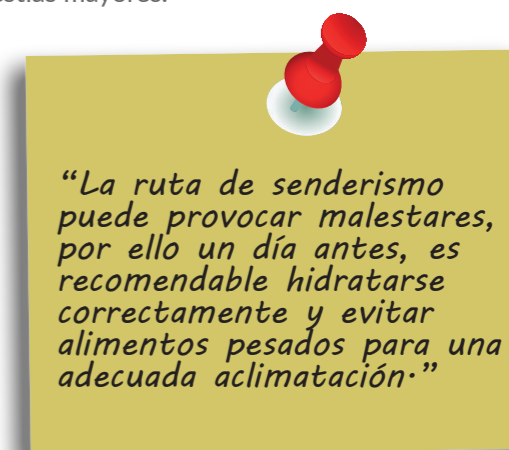 mayores.
“La ruta de senderismo
puede provocar malestares,
por ello un día antes, es
recomendable hidratarse
correctamente y evitar
alimentos pesados para una
adecuada aclimatación.”